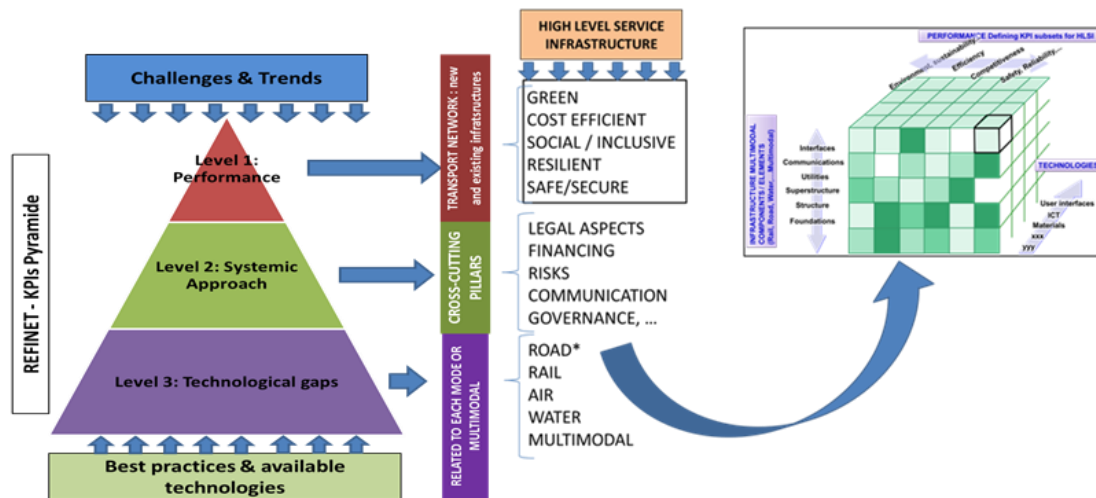 Challenges & Trends
REFINET - KPIs Pyramide
Level 1:
Performance
Level 2: Systemic
Approach
Level 3: Technological gaps
Best practices & available
technologies
TRANSPORT NETWORK : new
and existing infratsructures
CROSS-CUTTING
PILLARS
RELATED TO EACH MODE OR
MULTIMODAL
HIGH LEVEL SERVICE
INFRASTRUCTURE
GREEN
COST EFFICIENT
SOCIAL / INCLUSIVE
RESILIENT
SAFE/SECURE
LEGAL ASPECTS
FINANCING
RISKS
COMMUNICATION
GOVERNANCE, ...
ROAD*
RAIL
AIR
WATER
MULTIMODAL
PERFORMANCE Defining KPI subsets for HLSI
Environment, sustainability
Efficiency
Competitiveness
Safety, Reliability...
INFRASTRUCTURE MULTIMODAL
COMPONENTS / ELEMENTS
(Rail, Road, Water, ...Multimodal)
Interfaces
Communications
Utilities
Superstructure
Structure
Foundations
TECHNOLOGIES
User interfaces
ICT
Materials
xxx
yyy